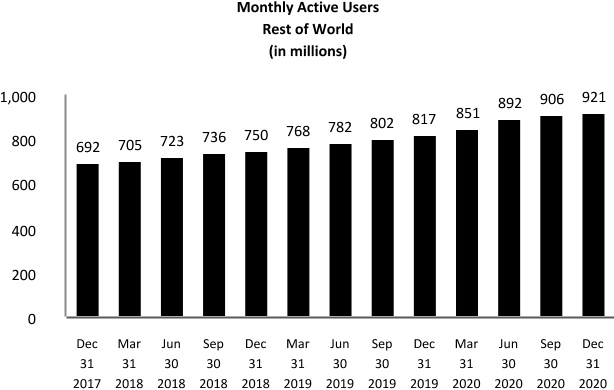 Monthly Active Users
Rest of World
(in millions)
1,000
800
600
400
200
0
692 705 723 736 750 768 782 802 817 851 892 906 921
Dec Mar Jun Sep Dec Mar Jun Sep Dec Mar Jun Sep Dec
31 31 30 30 31 31 30 30 31 31 30 30 31
2017 2018 2018 2018 2018 2019 2019 2019 2019 2020 2020 2020 2020